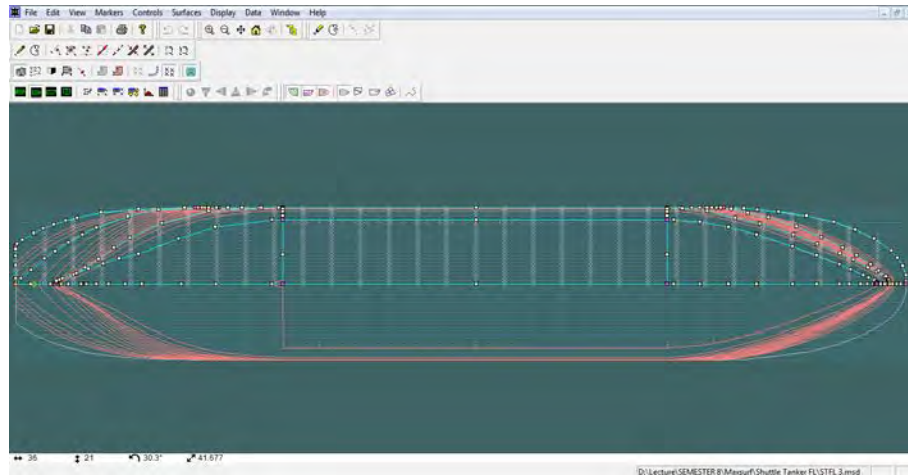 File Edit View Markers Controls Surfaces Display Data Window Help
36 21 30.3° 41.677
D:\Lecture\SEMESTER 8\Maxsurf\Shuttle Tanker FL\STFL 3.msd